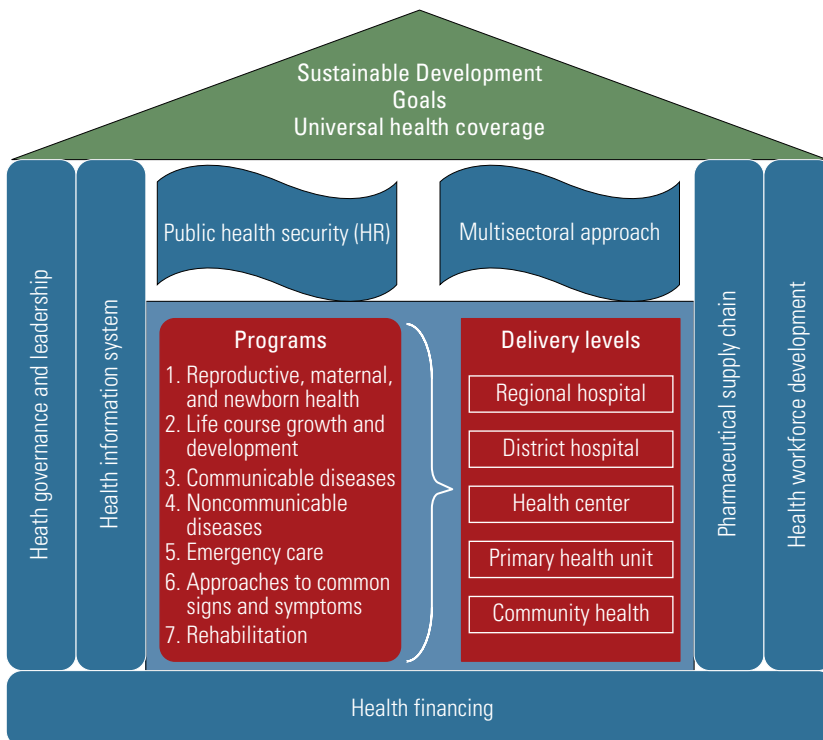 Sustainable Development
Goals
Universal health coverage
Heath governance and leadership
Health information system
Public health security (HR)
Multisectoral approach
Programs
1. Reproductive, maternal,
and newborn health
2. Life course growth and
development
3. Communicable diseases
4. Noncommunicable
diseases
5. Emergency care
6. Approaches to common
signs and symptoms
7. Rehabilitation
Delivery levels
Regional hospital
District hospital
Health center
Primary health unit
Community health
Pharmaceutical supply chain
Health workforce development
Health financing